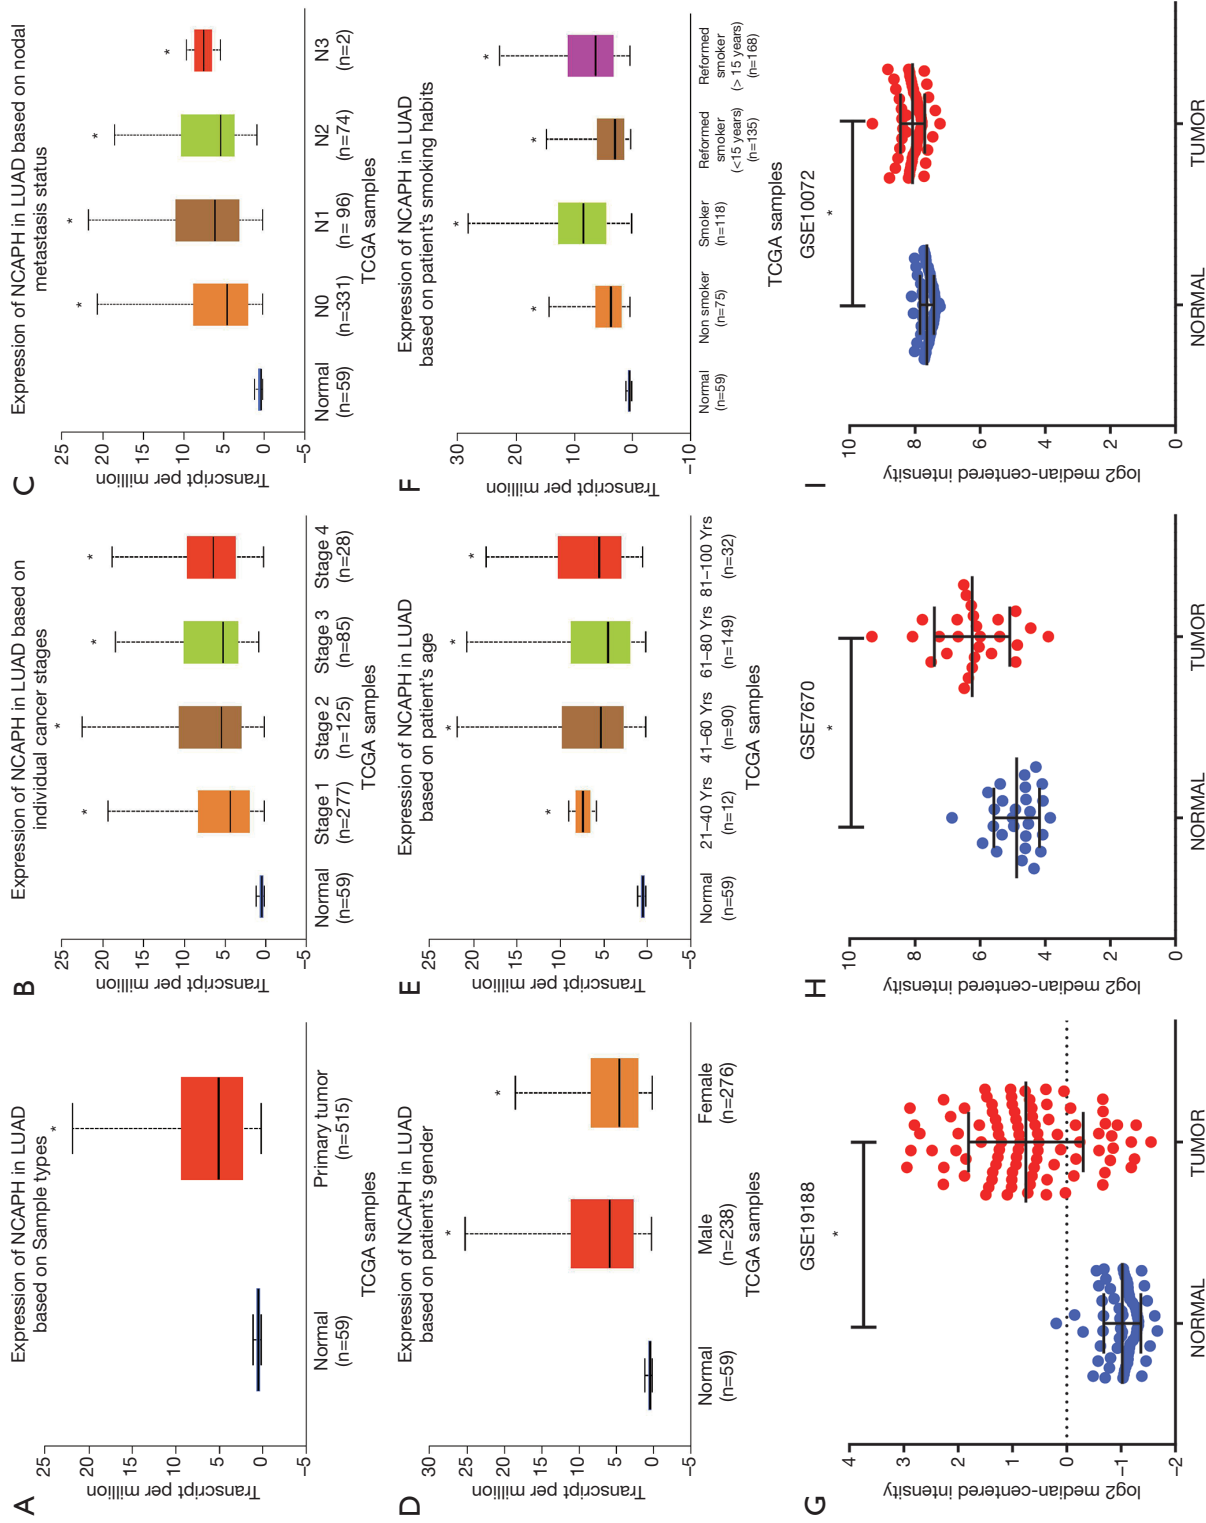 A
Expression of NCAPH in LUAD
based on Sample types
Transcript per million
25
20
15
10
5
0
–5
*
Normal
(n=59)
Primary tumor
(n=515)
TCGA samples
B
Expression of NCAPH in LUAD based on
individual cancer stages
Transcript per million
25
20
15
10
5
0
–5
*
*
*
*
Normal
(n=59)
Stage 1
(n=277)
Stage 2
(n=125)
Stage 3
(n=85)
Stage 4
(n=28)
TCGA samples
C
Expression of NCAPH in LUAD based on nodal
metastasis status
Transcript per million
25
20
15
10
5
0
–5
*
*
*
*
Normal
(n=59)
N0
(n=331)
N1
(n= 96)
N2
(n=74)
N3
(n=2)
TCGA samples
D
Expression of NCAPH in LUAD
based on patient's gender
Transcript per million
30
25
20
15
10
5
0
–5
*
*
Normal
(n=59)
Male
(n=238)
Female
(n=276)
TCGA samples
E
Expression of NCAPH in LUAD
based on patient's age
Transcript per million
25
20
15
10
5
0
–5
*
*
*
*
Normal
(n=59)
21–40 Yrs
(n=12)
41–60 Yrs
(n=90)
61–80 Yrs
(n=149)
81–100 Yrs
(n=32)
TCGA samples
F
Expression of NCAPH in LUAD
based on patient's smoking habits
Transcript per million
30
20
10
0
–10
*
*
*
*
Normal
(n=59)
Non smoker
(n=75)
Smoker
(n=118)
Reformed
smoker
(<15 years)
(n=135)
Reformed
smoker
(> 15 years)
(n=168)
TCGA samples
G
GSE19188
*
log2 median-centered intensity
4
3
2
1
0
–1
–2
NORMAL
TUMOR
H
GSE7670
*
log2 median-centered intensity
10
8
6
4
2
0
NORMAL
TUMOR
I
GSE10072
*
log2 median-centered intensity
10
8
6
4
2
0
NORMAL
TUMOR